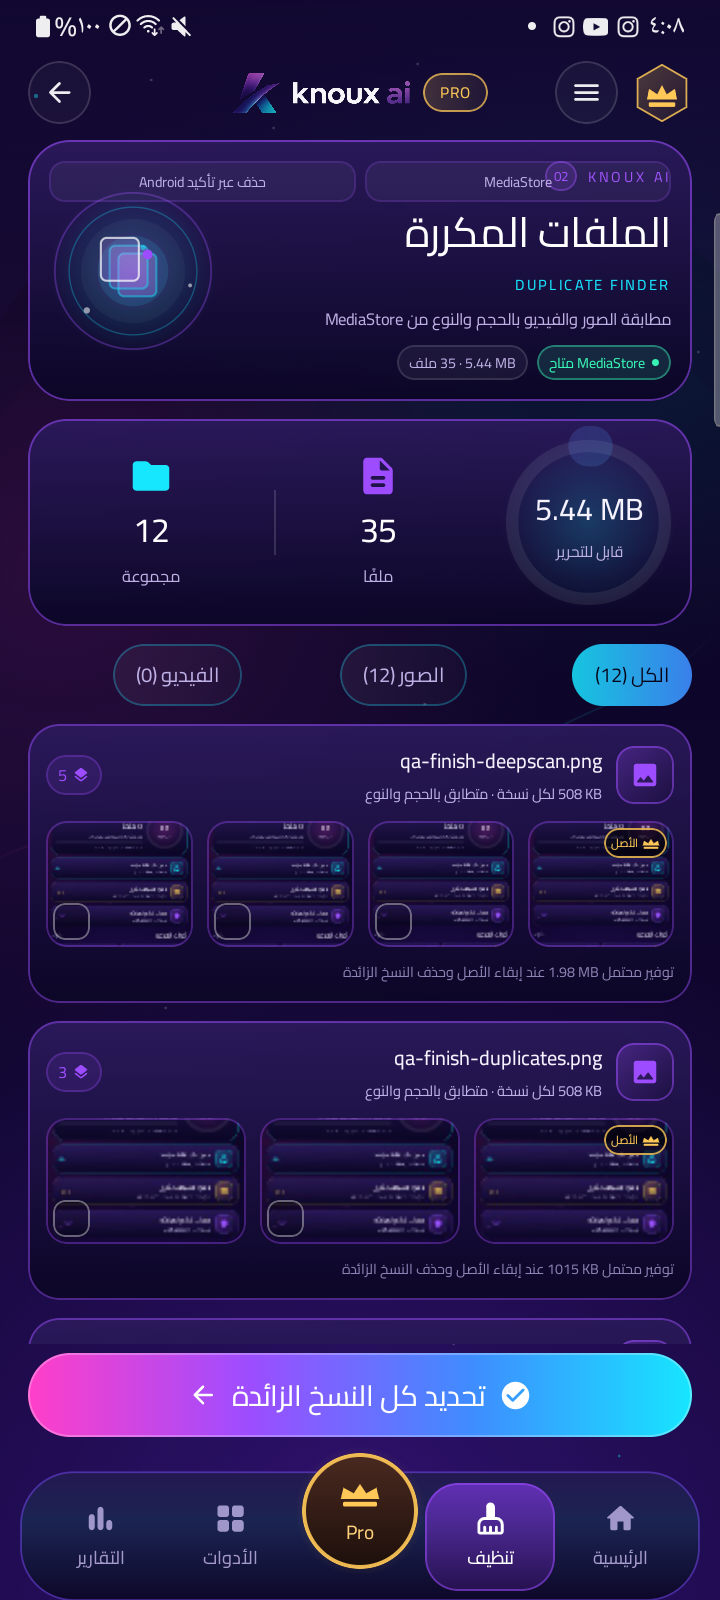 ٤:٠٨
%١٠٠
knoux ai PRO
KNOUX AI 02
MediaStore
حذف عبر تأكيد Android
الملفات المكررة
DUPLICATE FINDER
مطابقة الصور والفيديو بالحجم والنوع من MediaStore
MediaStore متاح
35 ملف · 5.44 MB
5.44 MB
قابل للتحرير
35
ملفًا
12
مجموعة
الكل (12)
الصور (12)
الفيديو (0)
qa-finish-deepscan.png
508 KB لكل نسخة · متطابق بالحجم والنوع
5
الأصل
توفير محتمل 1.98 MB عند إبقاء الأصل وحذف النسخ الزائدة
qa-finish-duplicates.png
508 KB لكل نسخة · متطابق بالحجم والنوع
3
الأصل
توفير محتمل 1015 KB عند إبقاء الأصل وحذف النسخ الزائدة
تحديد كل النسخ الزائدة
الرئيسية
تنظيف
Pro
الأدوات
التقارير